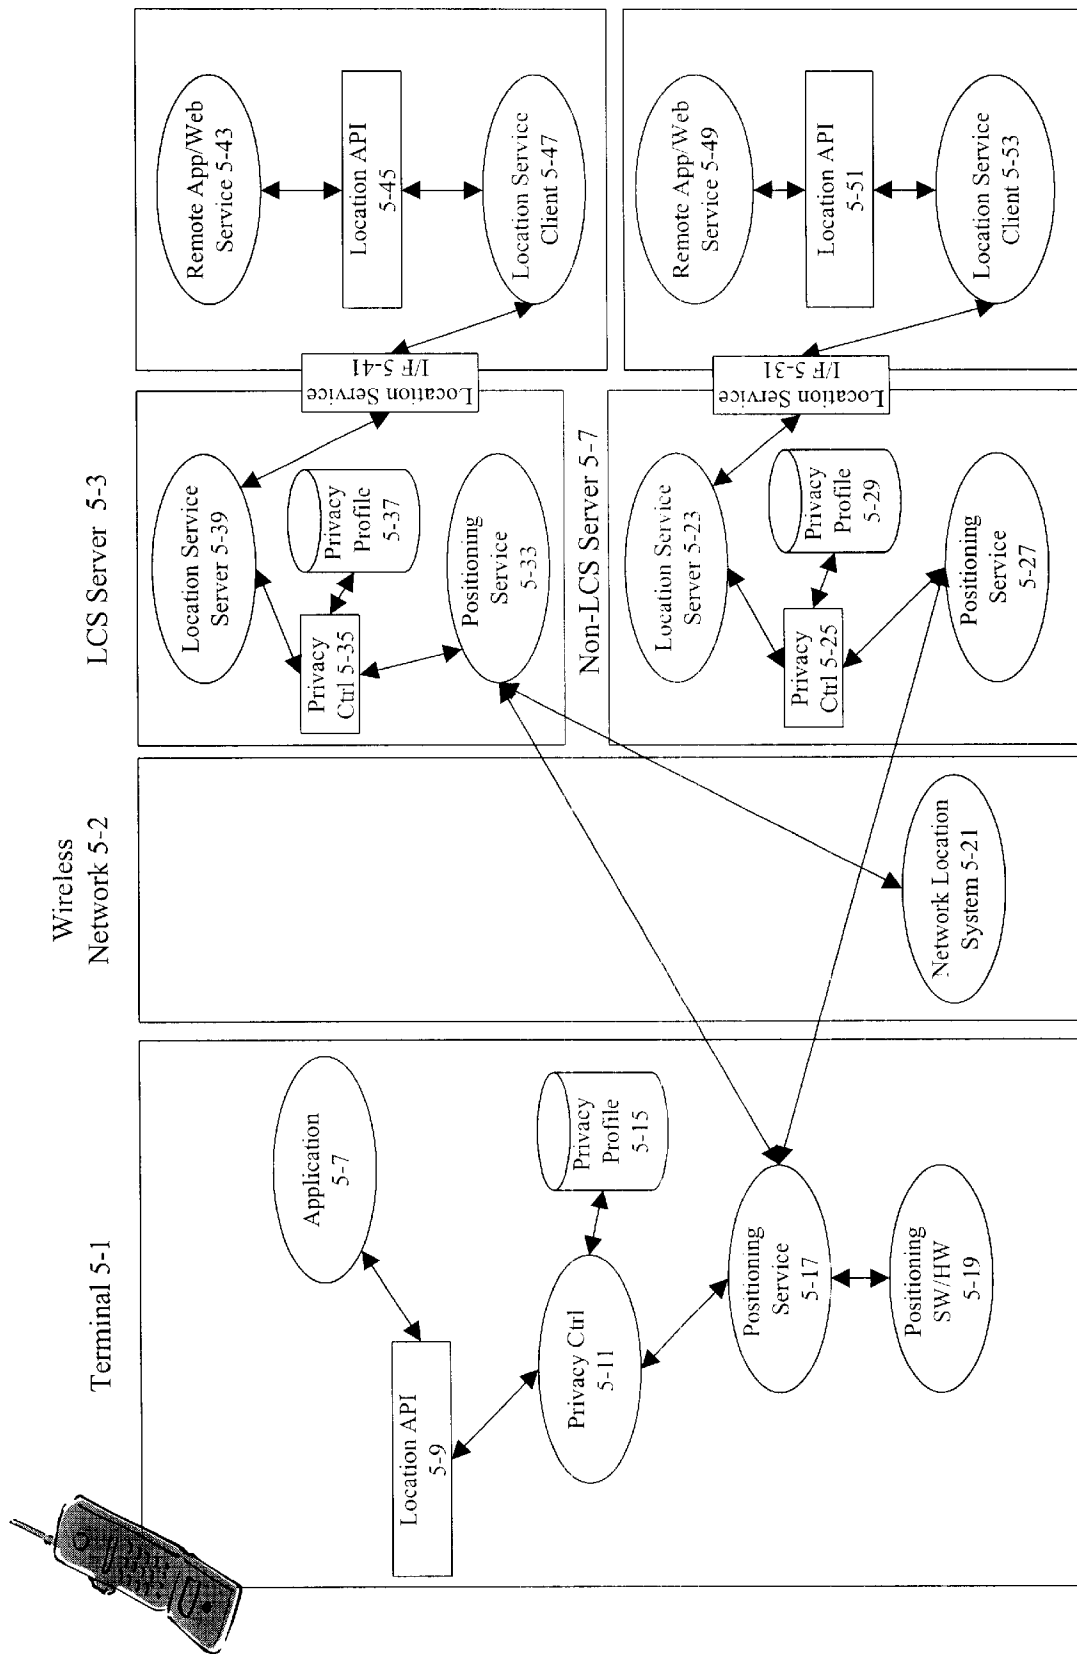 Terminal 5-1
Application
5-7
Location API
5-9
Privacy Ctrl
5-11
Privacy
Profile
5-15
Positioning
Service
5-17
Positioning
SW/HW
5-19
Wireless
Network 5-2
Network Location
System 5-21
LCS Server 5-3
Location Service
Server 5-39
Privacy
Ctrl 5-35
Privacy
Profile
5-37
Positioning
Service
5-33
Location Service
I/F 5-41
Remote App/Web
Service 5-43
Location API
5-45
Location Service
Client 5-47
Non-LCS Server 5-7
Location Service
Server 5-23
Privacy
Ctrl 5-25
Privacy
Profile
5-29
Positioning
Service
5-27
Location Service
I/F 5-31
Remote App/Web
Service 5-49
Location API
5-51
Location Service
Client 5-53